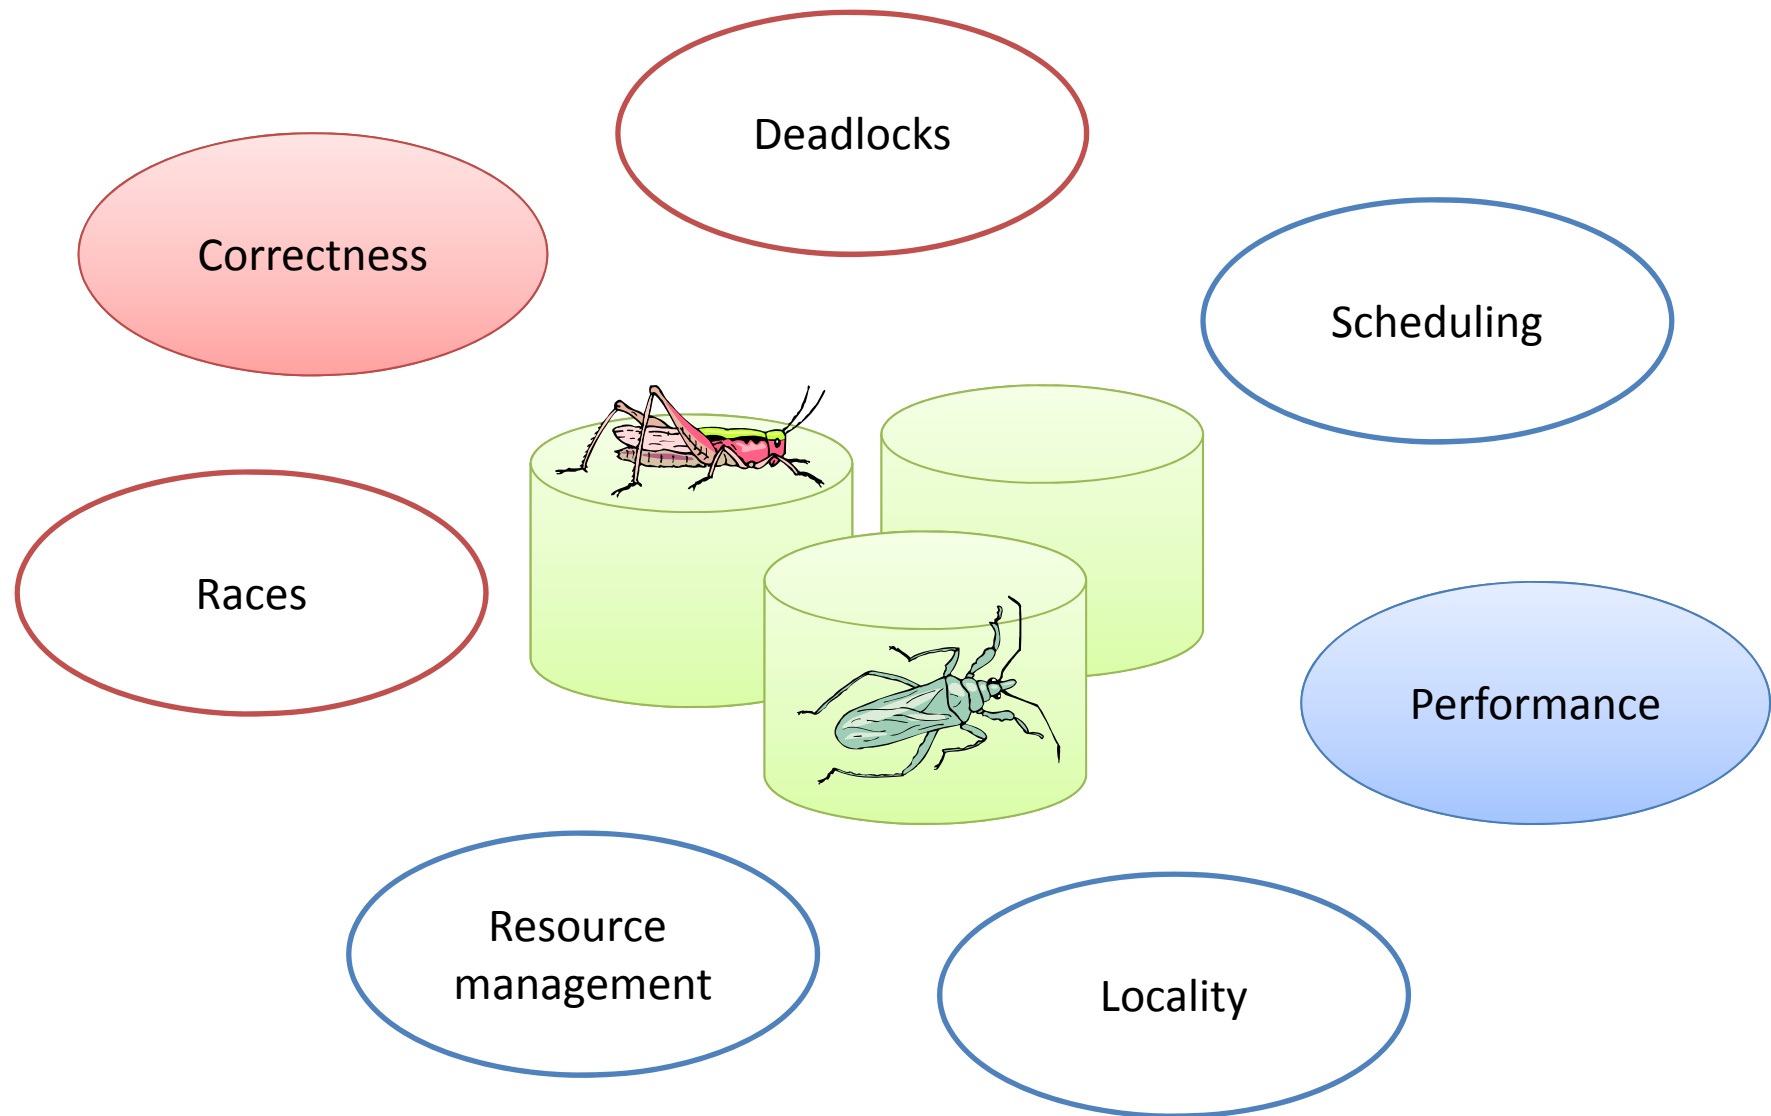 Deadlocks
Correctness
Scheduling
Races
Performance
Resource
management
Locality